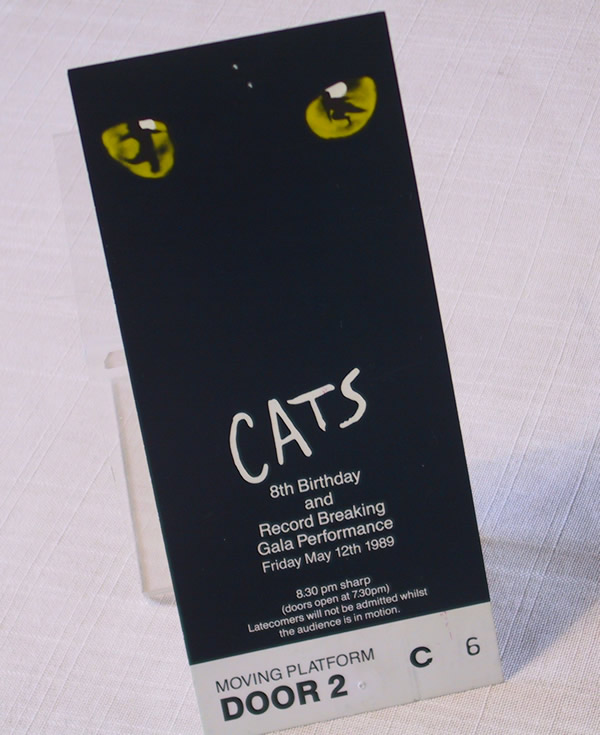 CATS
8th Birthday
and
Record Breaking
Gala Performance
Friday May 12th 1989
8.30 pm sharp
(doors open at 7.30pm)
Latecomers will not be admitted whilst
the audience is in motion.
MOVING PLATFORM C 6
DOOR 2